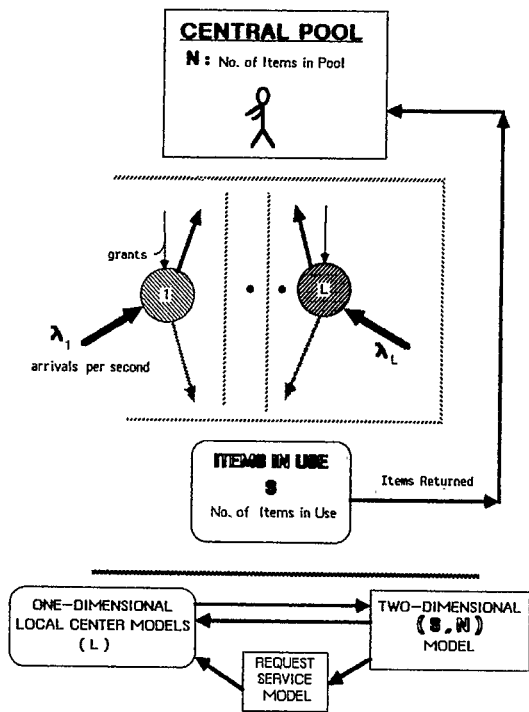 CENTRAL POOL
N: No. of Items in Pool
grants
1
L
λ1
arrivals per second
λL
ITEMS IN USE
S
No. of Items in Use
Items Returned
ONE-DIMENSIONAL
LOCAL CENTER MODELS
(L)
TWO-DIMENSIONAL
(S,N)
MODEL
REQUEST
SERVICE
MODEL